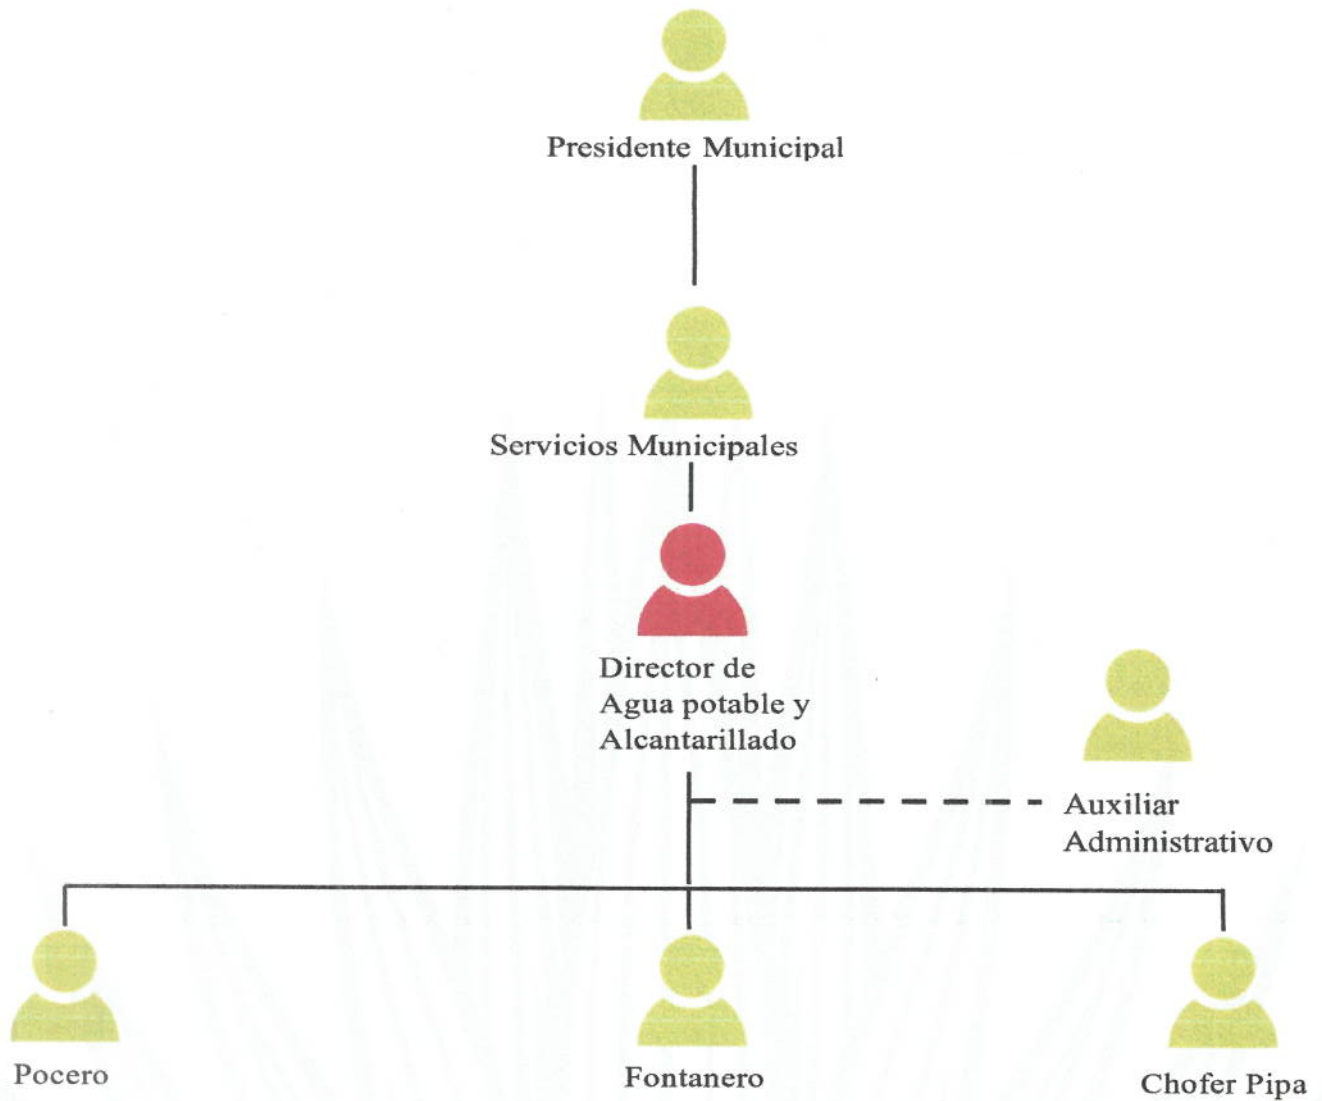 Presidente Municipal
Servicios Municipales
Director de
Agua potable y
Alcantarillado
Auxiliar
Administrativo
Pocero
Fontanero
Chofer Pipa